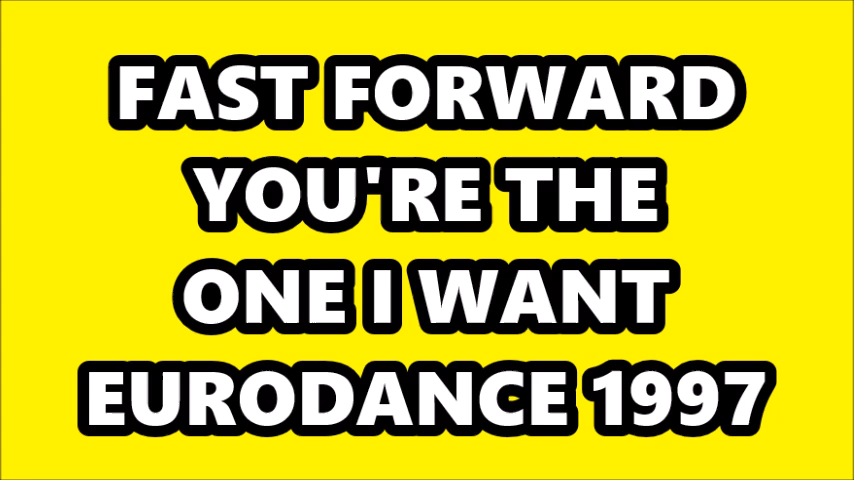 FAST FORWARD
YOU'RE THE
ONE I WANT
EURODANCE 1997